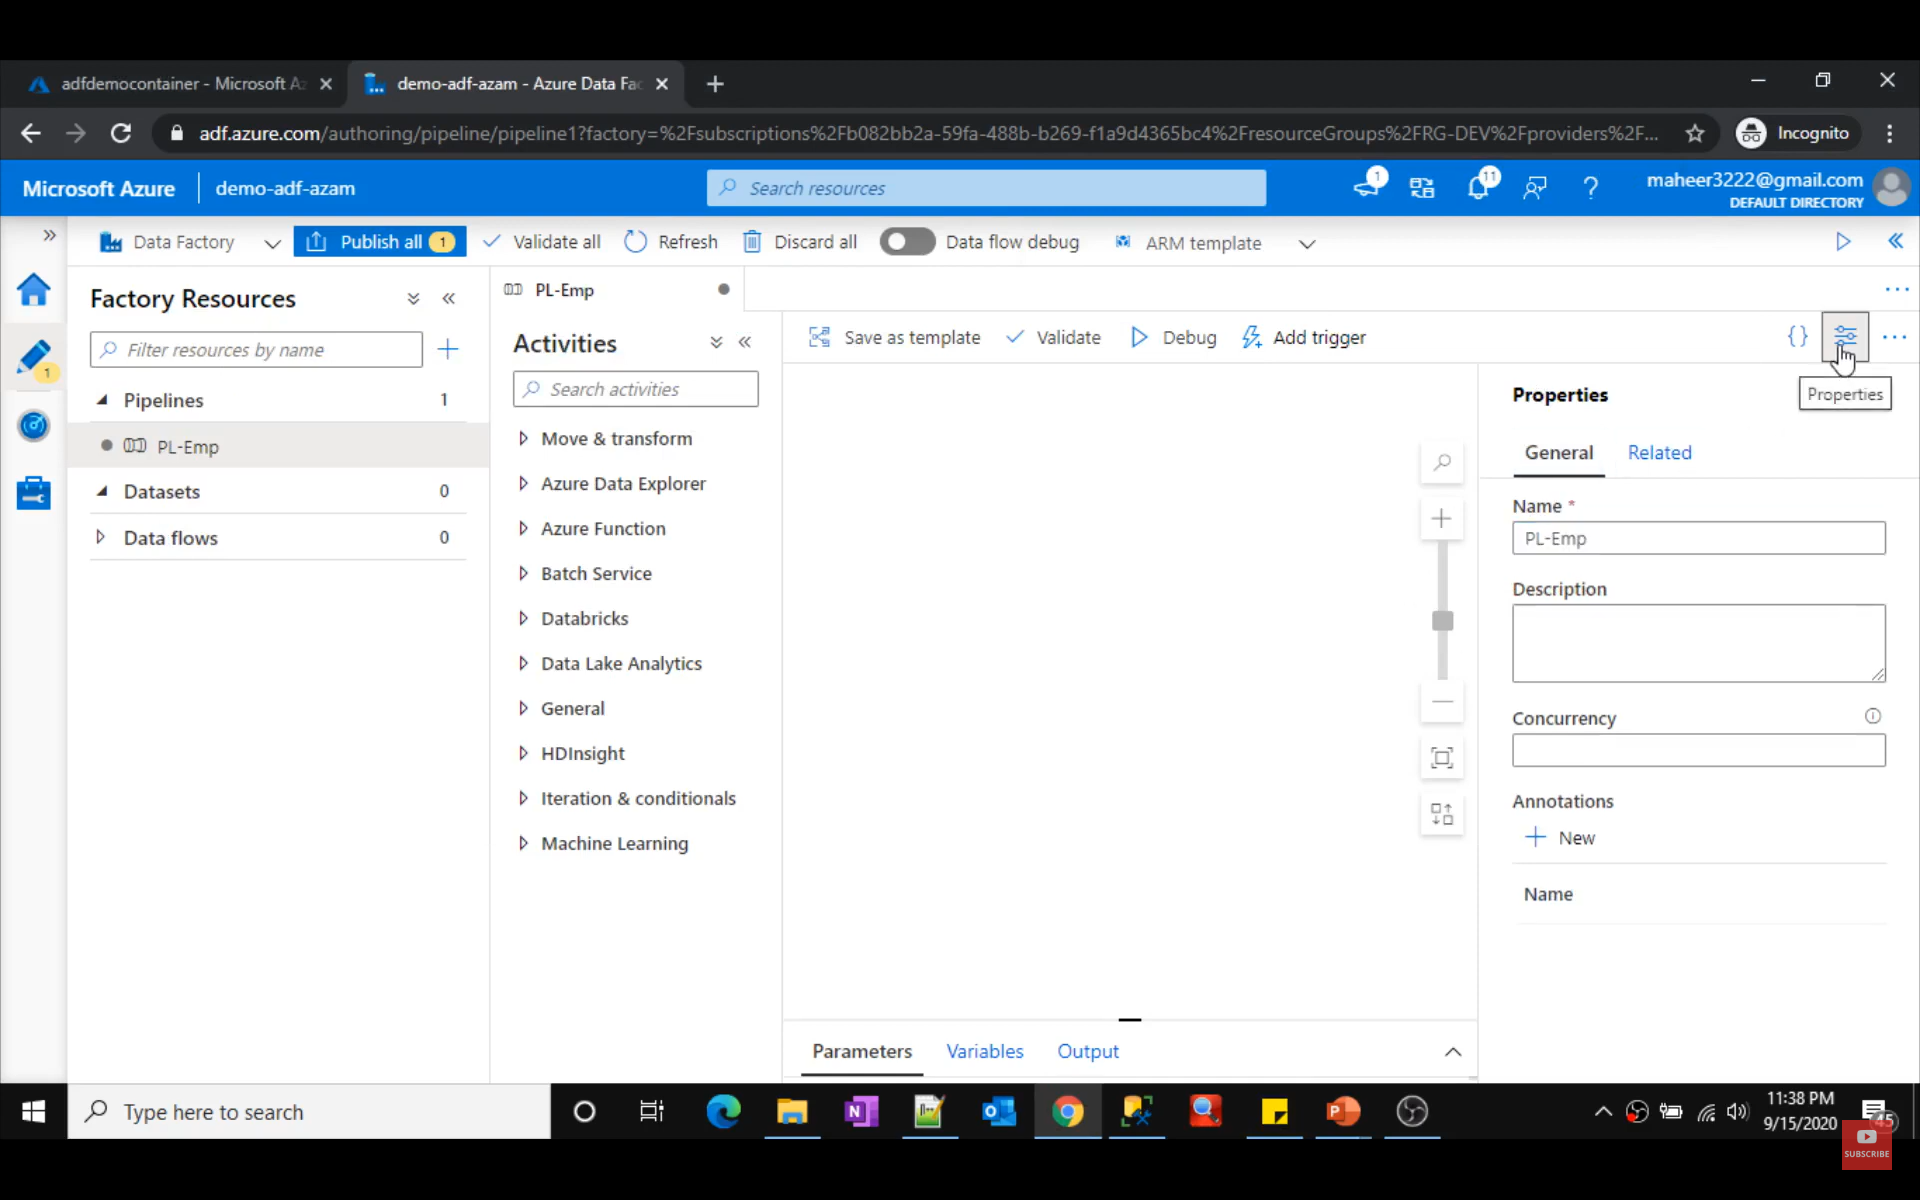 adfdemocontainer - Microsoft Az
demo-adf-azam - Azure Data Fac
adf.azure.com/authoring/pipeline/pipeline1?factory=%2Fsubscriptions%2Fb082bb2a-59fa-488b-b269-f1a9d4365bc4%2FresourceGroups%2FRG-DEV%2Fproviders%2F...
Incognito
Microsoft Azure
demo-adf-azam
Search resources
1
11
?
maheer3222@gmail.com
DEFAULT DIRECTORY
Data Factory
Publish all 1
Validate all
Refresh
Discard all
Data flow debug
ARM template
1
Factory Resources
Filter resources by name
Pipelines 1
PL-Emp
Datasets 0
Data flows 0
PL-Emp
Activities
Search activities
Move & transform
Azure Data Explorer
Azure Function
Batch Service
Databricks
Data Lake Analytics
General
HDInsight
Iteration & conditionals
Machine Learning
Save as template
Validate
Debug
Add trigger
{}
Properties
Properties
General
Related
Name *
PL-Emp
Description
Concurrency
Annotations
New
Name
Parameters
Variables
Output
Type here to search
11:38 PM
9/15/2020
45
SUBSCRIBE